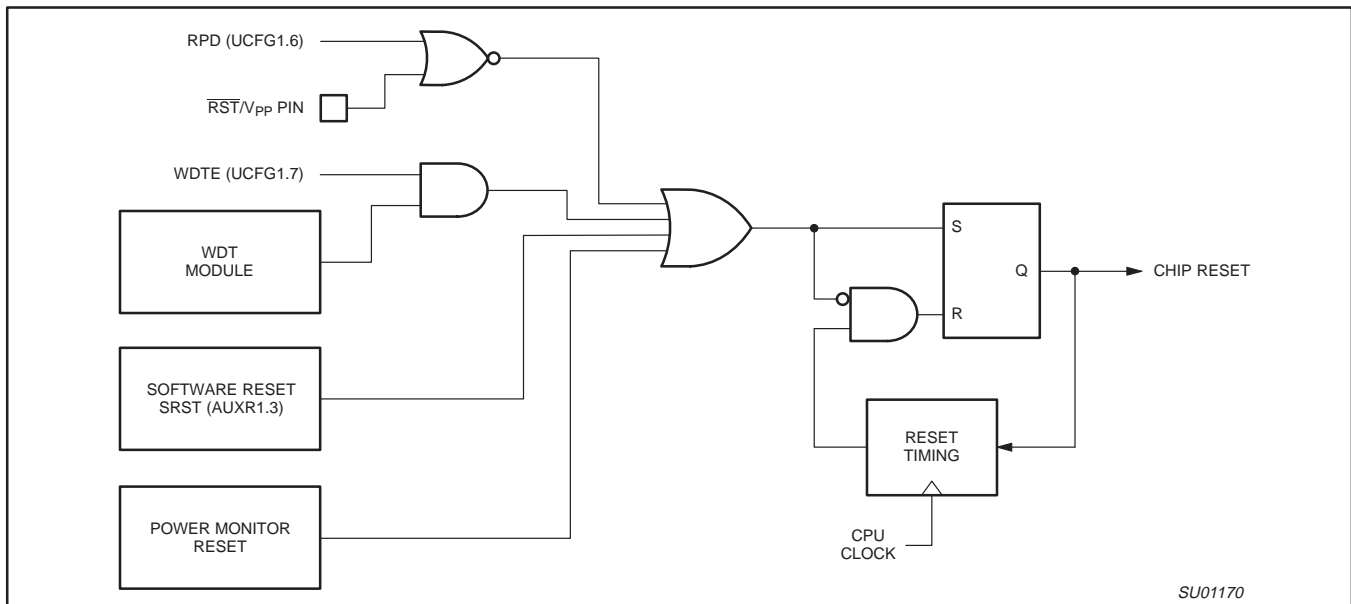 RPD (UCFG1.6)
RST/VPP PIN
WDTE (UCFG1.7)
WDT
MODULE
SOFTWARE RESET
SRST (AUXR1.3)
POWER MONITOR
RESET
S
Q
R
CHIP RESET
RESET
TIMING
CPU
CLOCK
SU01170